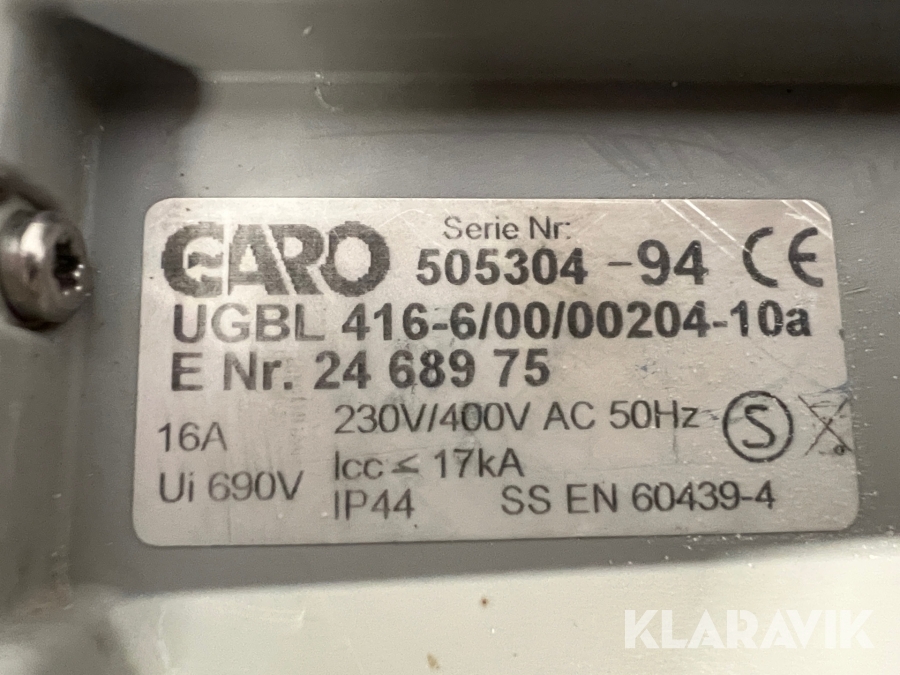 GARO
Serie Nr:
505304 -94 CE
UGBL 416-6/00/00204-10a
E Nr. 24 689 75
16A
230V/400V AC 50Hz
S
Ui 690V
Icc ≤ 17kA
IP44
SS EN 60439-4
KLARAVIK